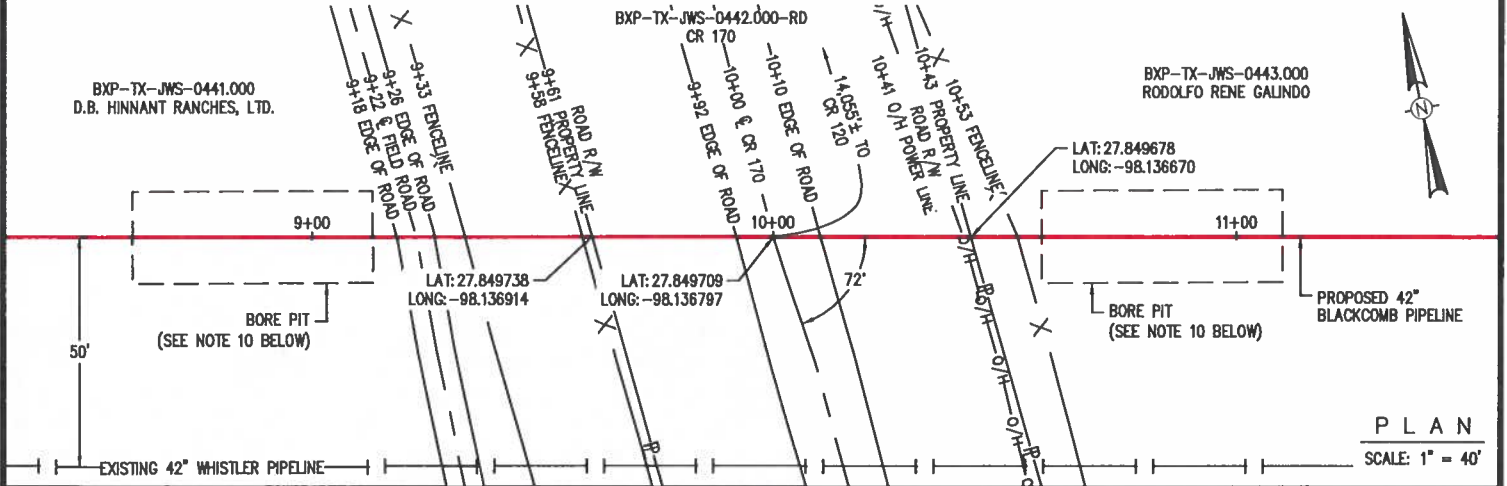 BXP-TX-JWS-0442.000-RD
CR 170
BXP-TX-JWS-0441.000
D.B. HINNANT RANCHES, LTD.
BXP-TX-JWS-0443.000
RODOLFO RENE GALINDO
9+18 EDGE OF ROAD
9+22 ℄ FIELD ROAD
9+26 EDGE OF ROAD
9+33 FENCELINE
9+58 FENCELINE
9+61 PROPERTY LINE
ROAD R/W
9+92 EDGE OF ROAD
10+00 ℄ CR 170
10+10 EDGE OF ROAD
14,055'± TO
CR 120
10+41 O/H POWER LINE
10+43 PROPERTY LINE
ROAD R/W
10+53 FENCELINE
N
LAT: 27.849678
LONG: -98.136670
9+00
10+00
11+00
LAT: 27.849738
LONG: -98.136914
LAT: 27.849709
LONG: -98.136797
72'
BORE PIT
(SEE NOTE 10 BELOW)
BORE PIT
(SEE NOTE 10 BELOW)
PROPOSED 42"
BLACKCOMB PIPELINE
50'
O/H
O/H
O/H
O/H
O/H
O/H
EXISTING 42" WHISTLER PIPELINE
PLAN
SCALE: 1" = 40'